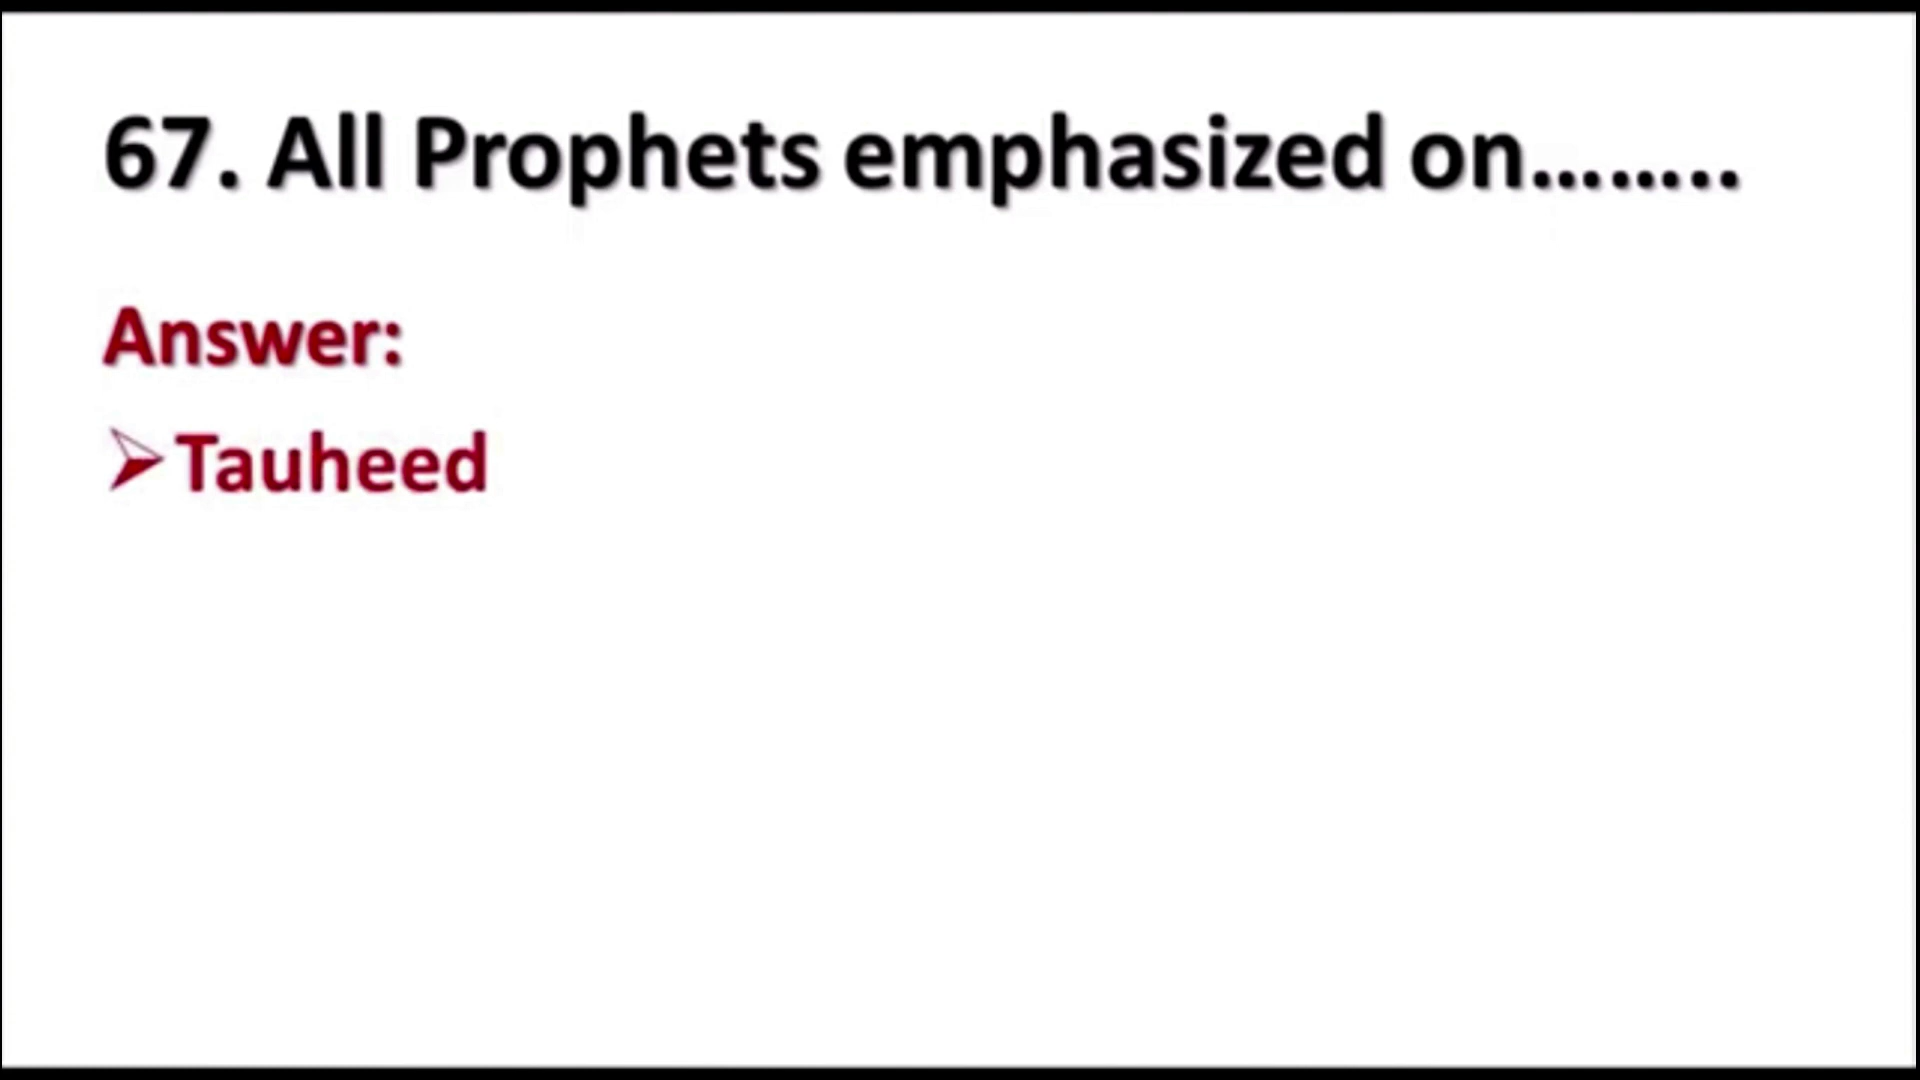 67. All Prophets emphasized on……..
Answer:
➢Tauheed